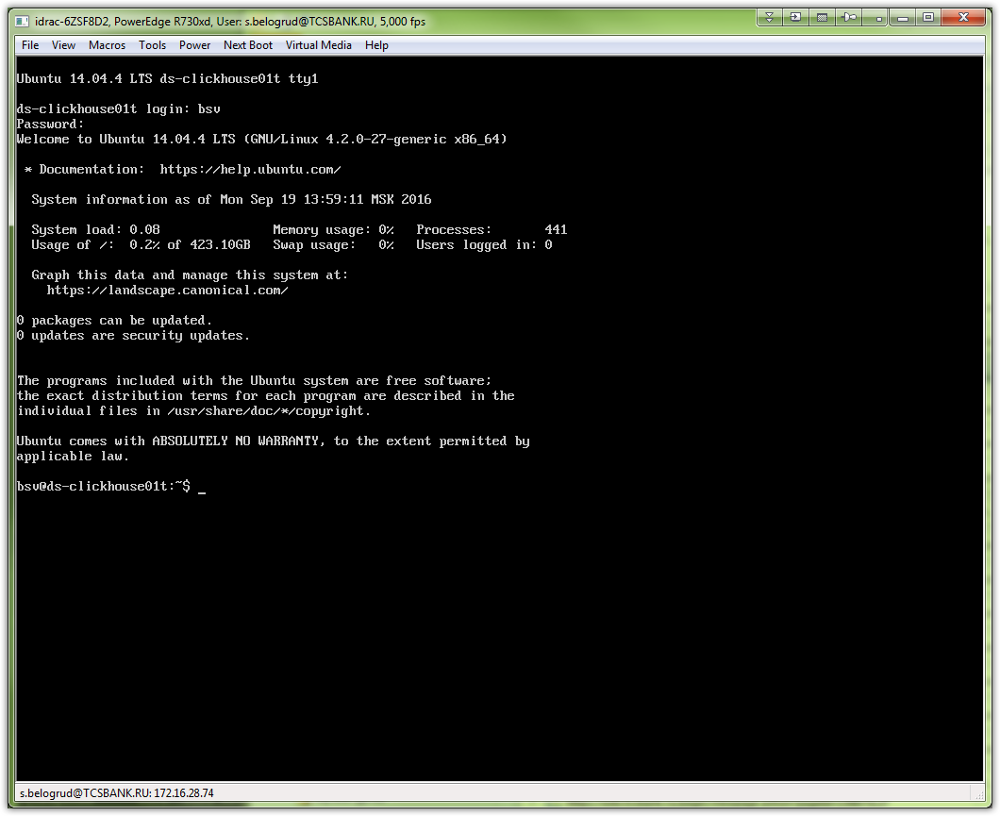 idrac-6ZSF8D2, PowerEdge R730xd, User: s.belogrud@TCSBANK.RU, 5,000 fps
File View Macros Tools Power Next Boot Virtual Media Help
Ubuntu 14.04.4 LTS ds-clickhouse01t tty1
ds-clickhouse01t login: bsv
Password:
Welcome to Ubuntu 14.04.4 LTS (GNU/Linux 4.2.0-27-generic x86_64)
* Documentation: https://help.ubuntu.com/
System information as of Mon Sep 19 13:59:11 MSK 2016
System load: 0.08 Memory usage: 0% Processes: 441
Usage of /: 0.2% of 423.10GB Swap usage: 0% Users logged in: 0
Graph this data and manage this system at:
https://landscape.canonical.com/
0 packages can be updated.
0 updates are security updates.
The programs included with the Ubuntu system are free software;
the exact distribution terms for each program are described in the
individual files in /usr/share/doc/*/copyright.
Ubuntu comes with ABSOLUTELY NO WARRANTY, to the extent permitted by
applicable law.
bsv@ds-clickhouse01t:~$ _
s.belogrud@TCSBANK.RU: 172.16.28.74